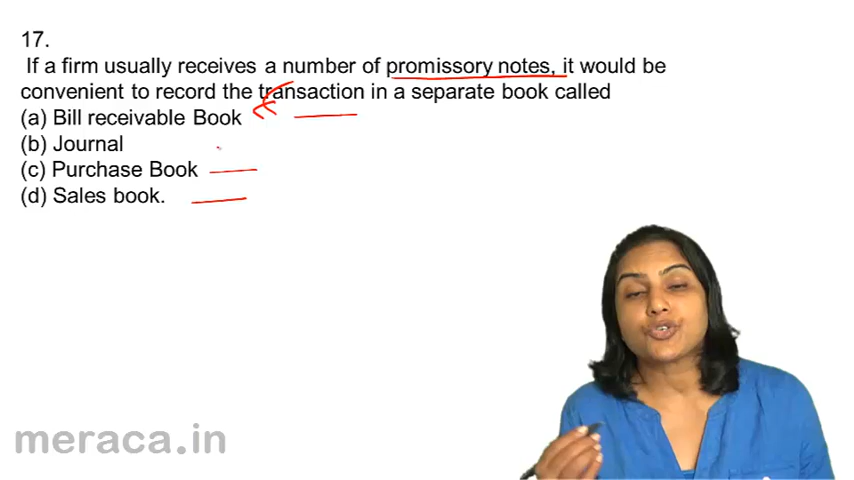 17.
If a firm usually receives a number of promissory notes, it would be
convenient to record the transaction in a separate book called
(a) Bill receivable Book
(b) Journal
(c) Purchase Book
(d) Sales book.
meraca.in